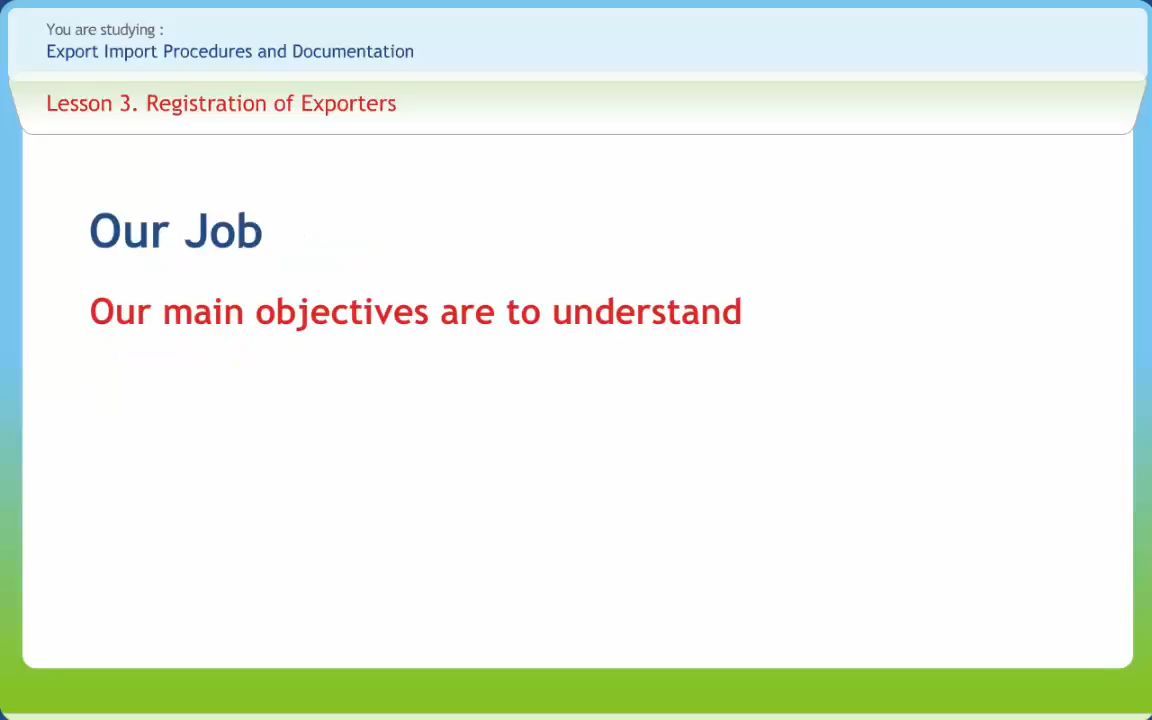 You are studying :
Export Import Procedures and Documentation
Lesson 3. Registration of Exporters
Our Job
Our main objectives are to understand